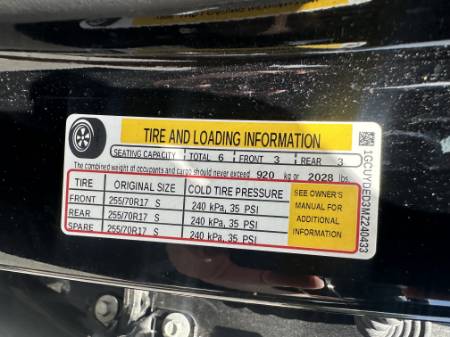 TIRE AND LOADING INFORMATION
SEATING CAPACITY TOTAL 6 FRONT 3 REAR 3
The combined weight of occupants and cargo should never exceed 920 kg or 2028 lbs.
TIRE ORIGINAL SIZE COLD TIRE PRESSURE
FRONT 255/70R17 S 240 kPa, 35 PSI
REAR 255/70R17 S 240 kPa, 35 PSI
SPARE 255/70R17 S 240 kPa, 35 PSI
SEE OWNER'S
MANUAL FOR
ADDITIONAL
INFORMATION
1GCUYDED3MZ240433